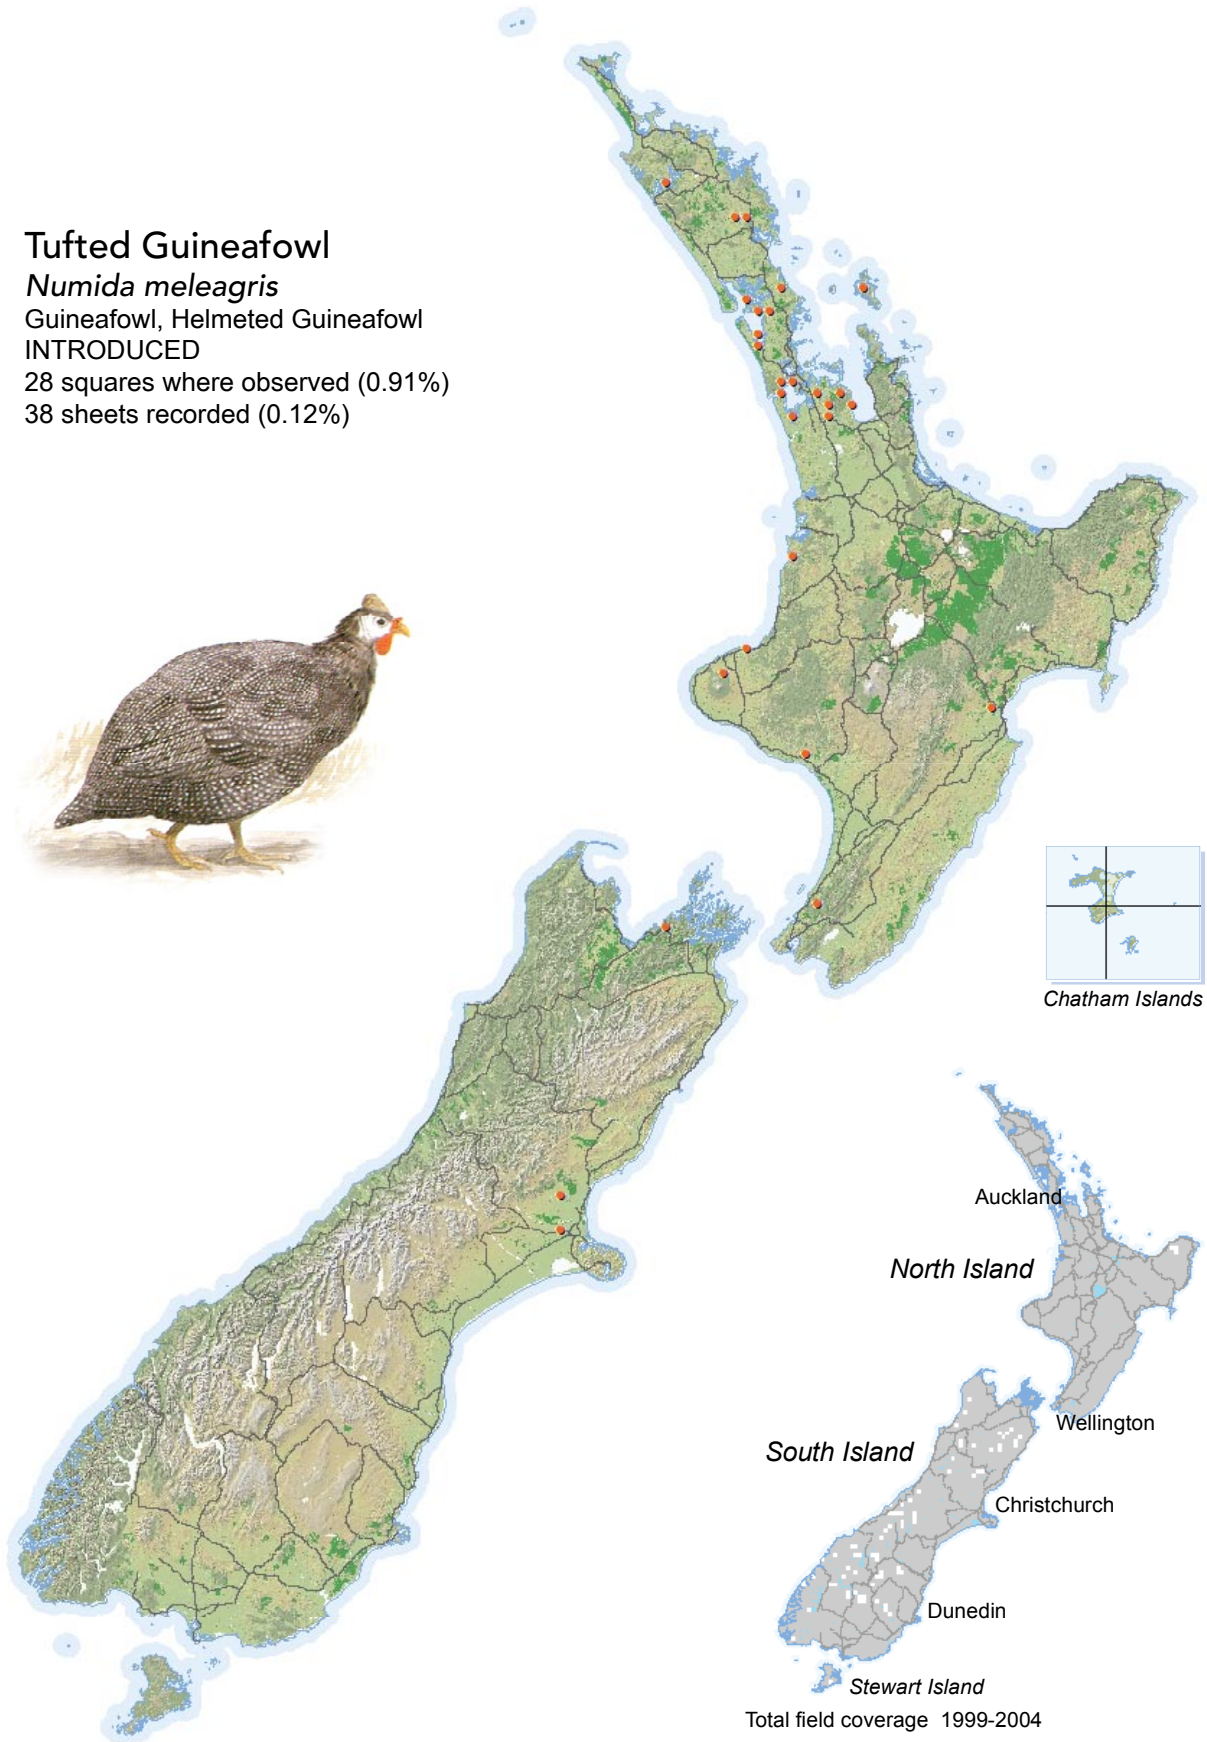 Tufted Guineafowl
Numida meleagris
Guineafowl, Helmeted Guineafowl
INTRODUCED
28 squares where observed (0.91%)
38 sheets recorded (0.12%)
Chatham Islands
Auckland
North Island
Wellington
South Island
Christchurch
Dunedin
Stewart Island
Total field coverage 1999-2004